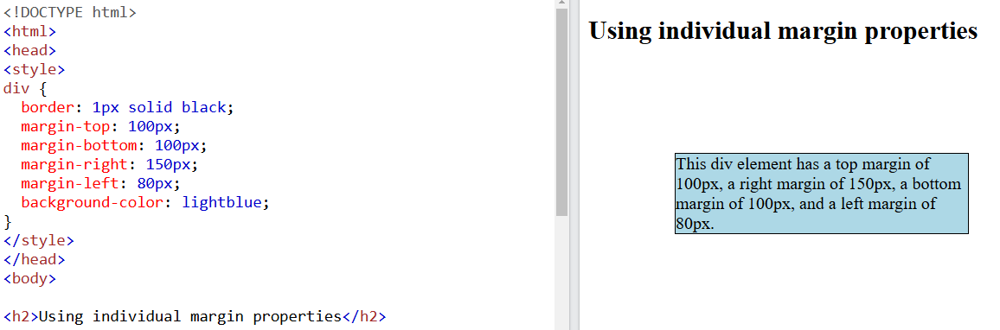 <!DOCTYPE html>
<html>
<head>
<style>
div {
  border: 1px solid black;
  margin-top: 100px;
  margin-bottom: 100px;
  margin-right: 150px;
  margin-left: 80px;
  background-color: lightblue;
}
</style>
</head>
<body>

<h2>Using individual margin properties</h2>
Using individual margin properties
This div element has a top margin of
100px, a right margin of 150px, a bottom
margin of 100px, and a left margin of
80px.